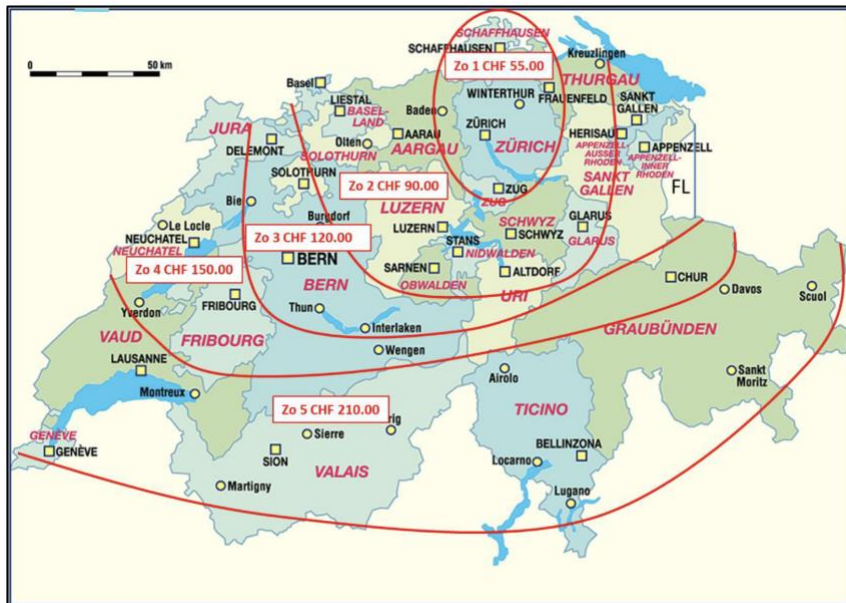 0
50 km
SCHAFFHAUSEN
SCHAFFHAUSEN
Kreuzlingen
Zo 1 CHF 55.00
THURGAU
Basel
WINTERTHUR
FRAUENFELD
SANKT
GALLEN
LIESTAL
BASEL-
LAND
Baden
ZÜRICH
ZÜRICH
HERISAU
APPENZELL
APPENZELL-
AUSSER
RHODEN
APPENZELL-
INNER
RHODEN
JURA
DELEMONT
Olten
AARAU
AARGAU
SOLOTHURN
SOLOTHURN
SANKT
GALLEN
ZUG
ZUG
FL
Zo 2 CHF 90.00
Biel
LUZERN
LUZERN
SCHWYZ
SCHWYZ
GLARUS
GLARUS
Le Locle
NEUCHATEL
NEUCHATEL
Burgdorf
Zo 3 CHF 120.00
BERN
BERN
STANS
NIDWALDEN
SARNEN
OBWALDEN
ALTDORF
URI
Zo 4 CHF 150.00
CHUR
Davos
Scuol
Yverdon
FRIBOURG
FRIBOURG
Thun
Interlaken
Wengen
GRAUBÜNDEN
VAUD
LAUSANNE
Montreux
Airolo
Sankt
Moritz
TICINO
Zo 5 CHF 210.00
rig
Sierre
GENÈVE
GENÈVE
SION
VALAIS
Martigny
BELLINZONA
Locarno
Lugano